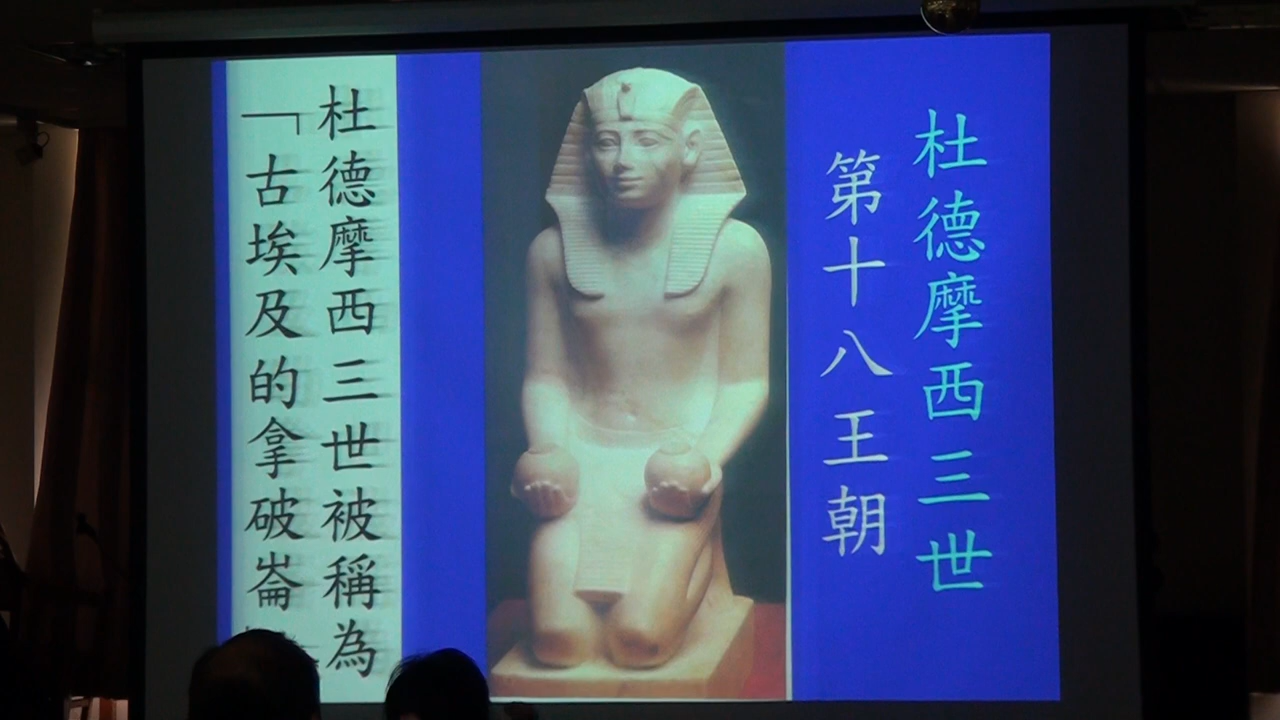 杜德摩西三世
第十八王朝
杜德摩西三世被稱為
「古埃及的拿破崙」